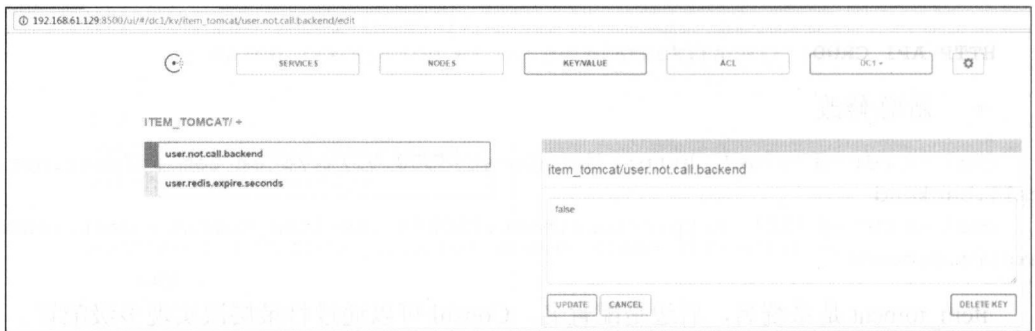 192.168.61.129:8500/ui/#/dc1/kv/item_tomcat/user.not.call.backend/edit
SERVICES NODES KEY/VALUE ACL DC1
ITEM_TOMCAT/ +
user.not.call.backend
user.redis.expire.seconds
item_tomcat/user.not.call.backend
false
UPDATE CANCEL DELETE KEY